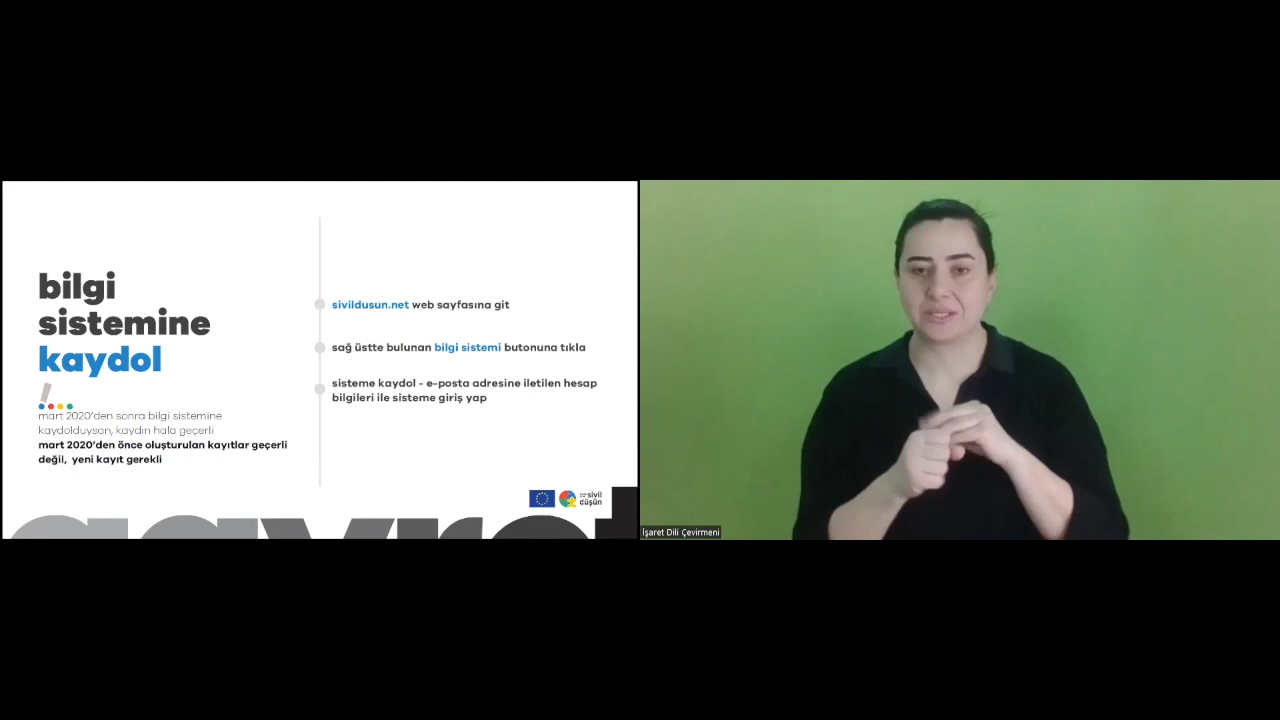 bilgi
sistemine
kaydol
mart 2020'den sonra bilgi sistemine
kaydolduysan, kaydın hala geçerli
mart 2020'den önce oluşturulan kayıtlar geçerli
değil, yeni kayıt gerekli
sivildusun.net web sayfasına git
sağ üstte bulunan bilgi sistemi butonuna tıkla
sisteme kaydol - e-posta adresine iletilen hesap
bilgileri ile sisteme giriş yap
sivil
düşün
İşaret Dili Çevirmeni